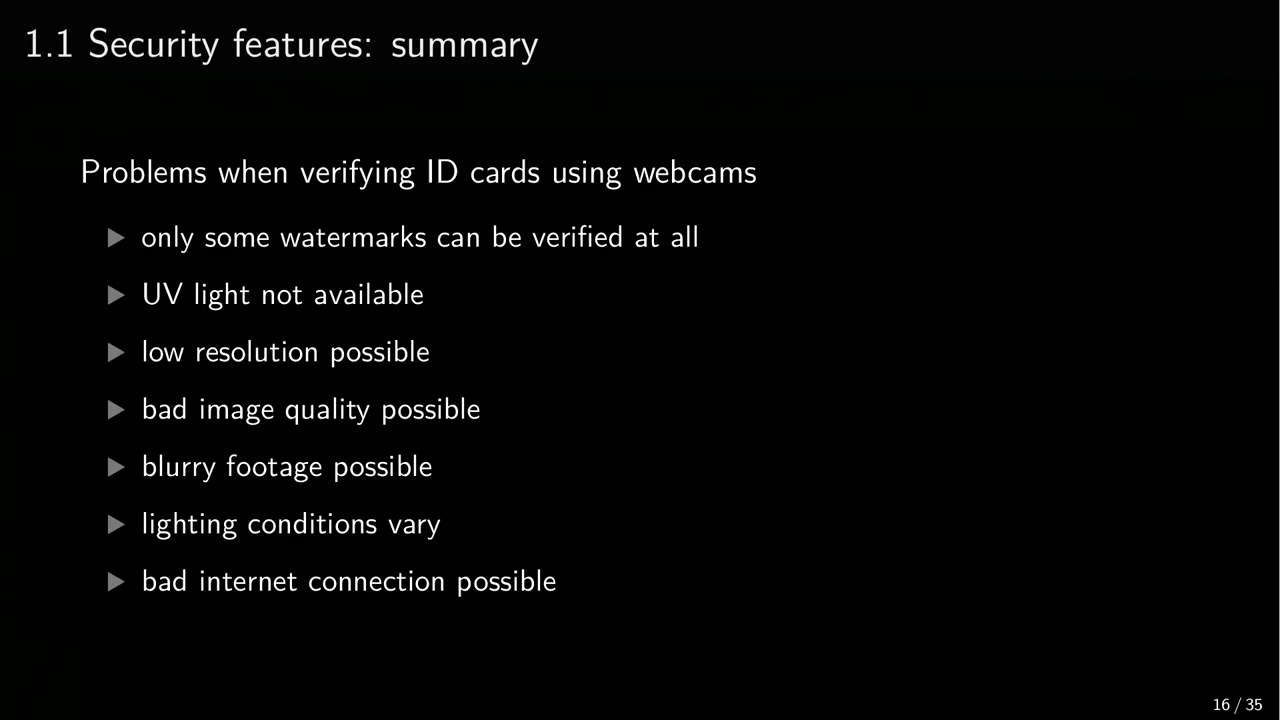 1.1 Security features: summary
Problems when verifying ID cards using webcams
▶ only some watermarks can be verified at all
▶ UV light not available
▶ low resolution possible
▶ bad image quality possible
▶ blurry footage possible
▶ lighting conditions vary
▶ bad internet connection possible
16 / 35